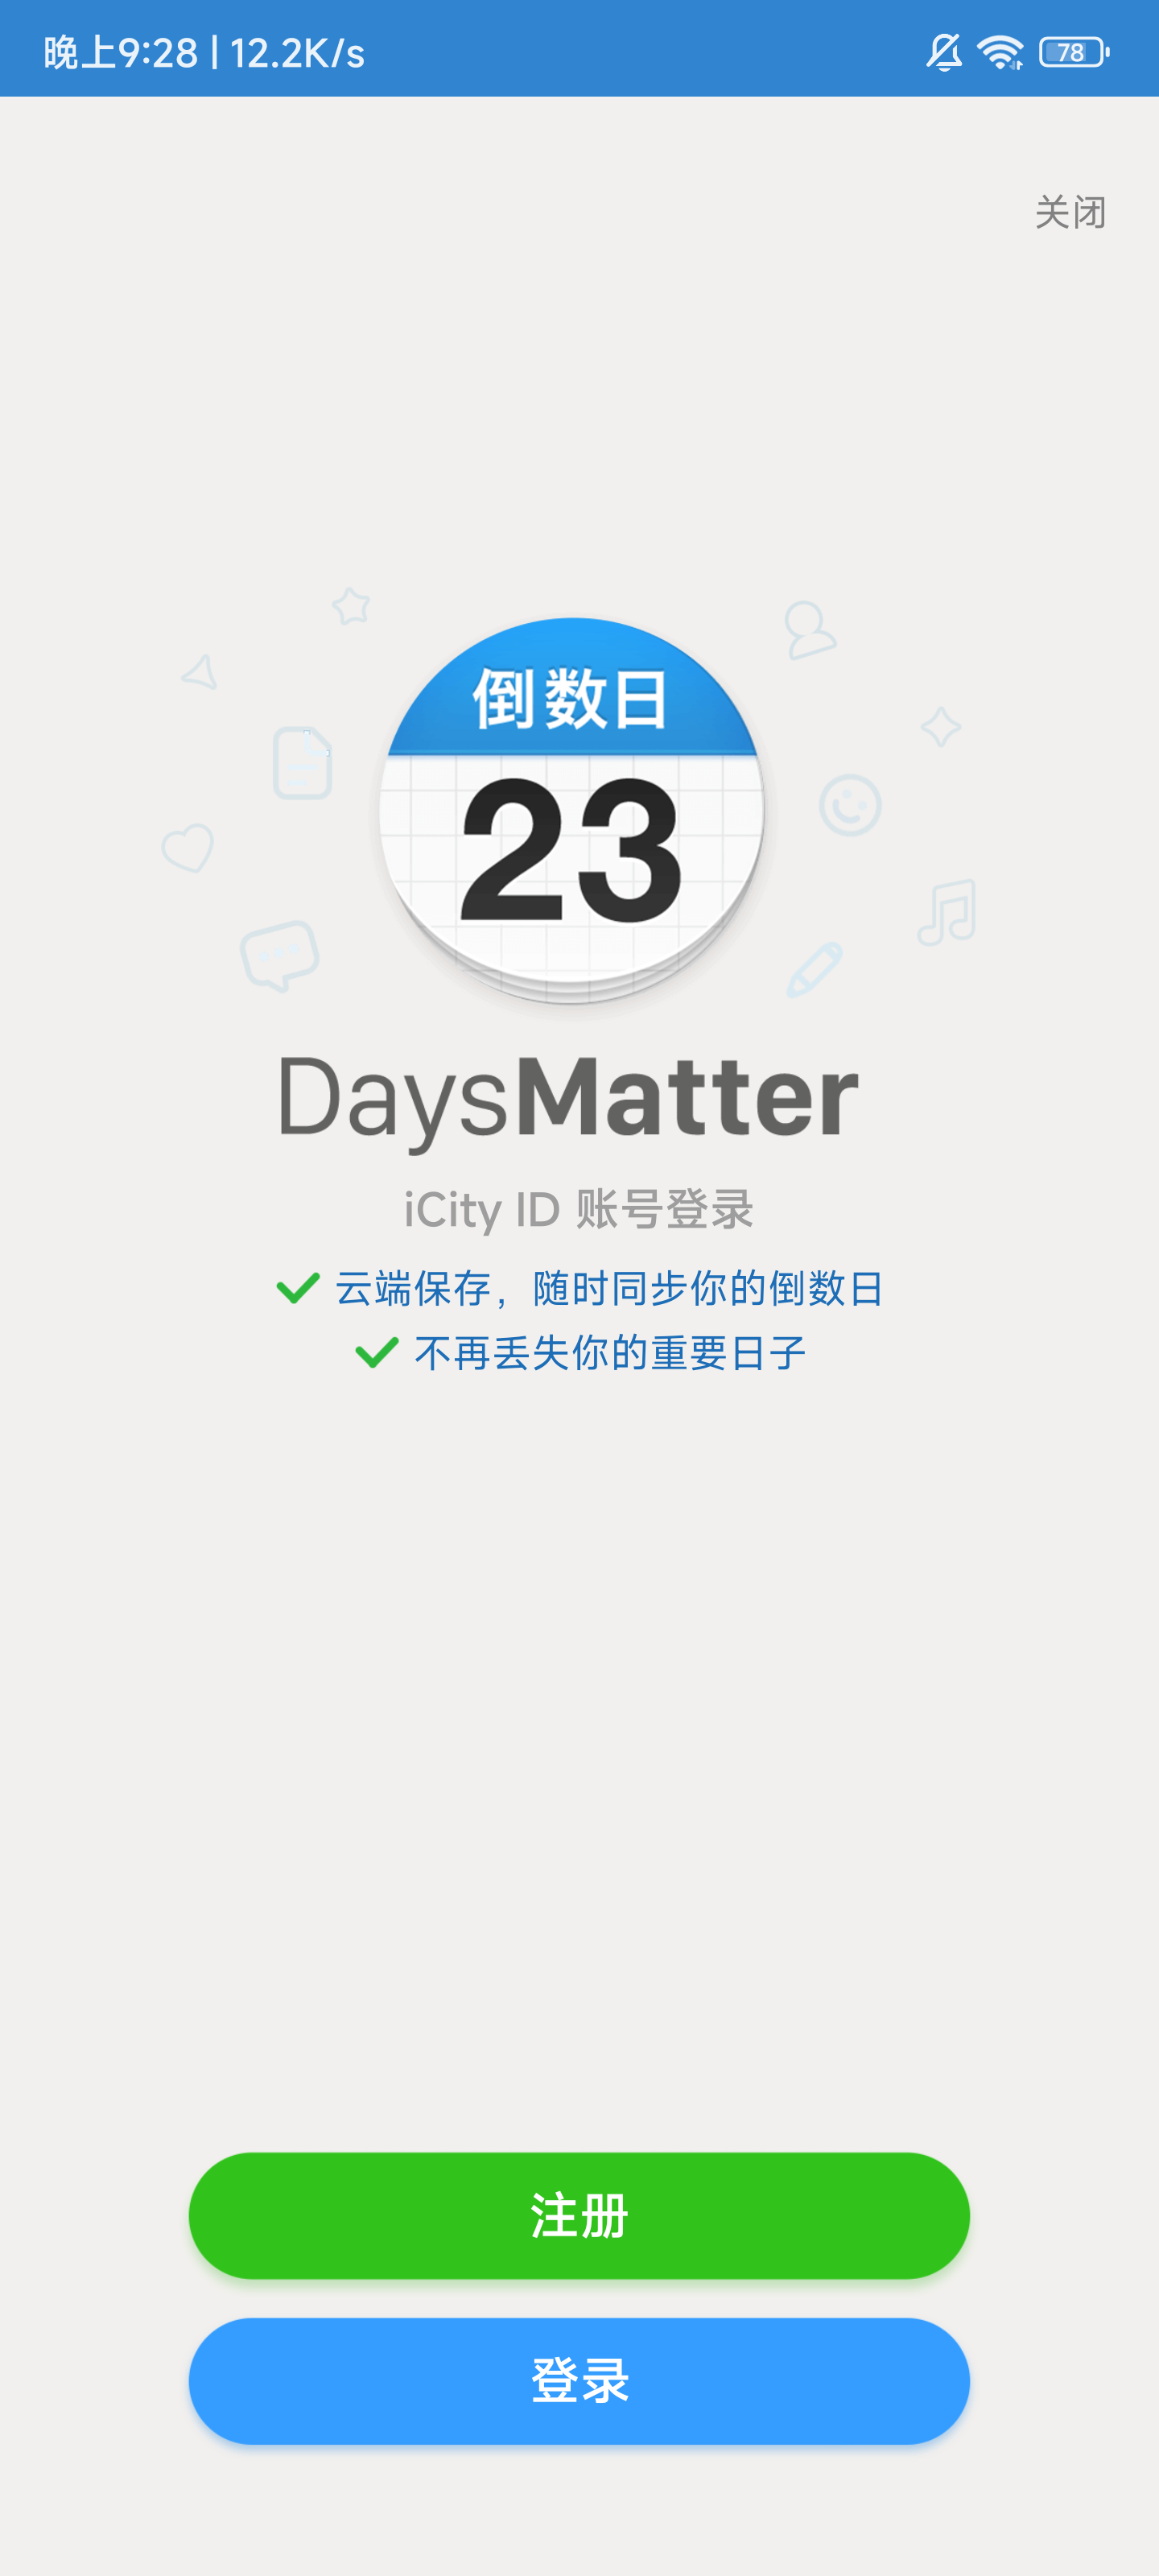 晚上9:28 | 12.2K/s
78
关闭
倒数日
23
DaysMatter
iCity ID 账号登录
云端保存，随时同步你的倒数日
不再丢失你的重要日子
注册
登录